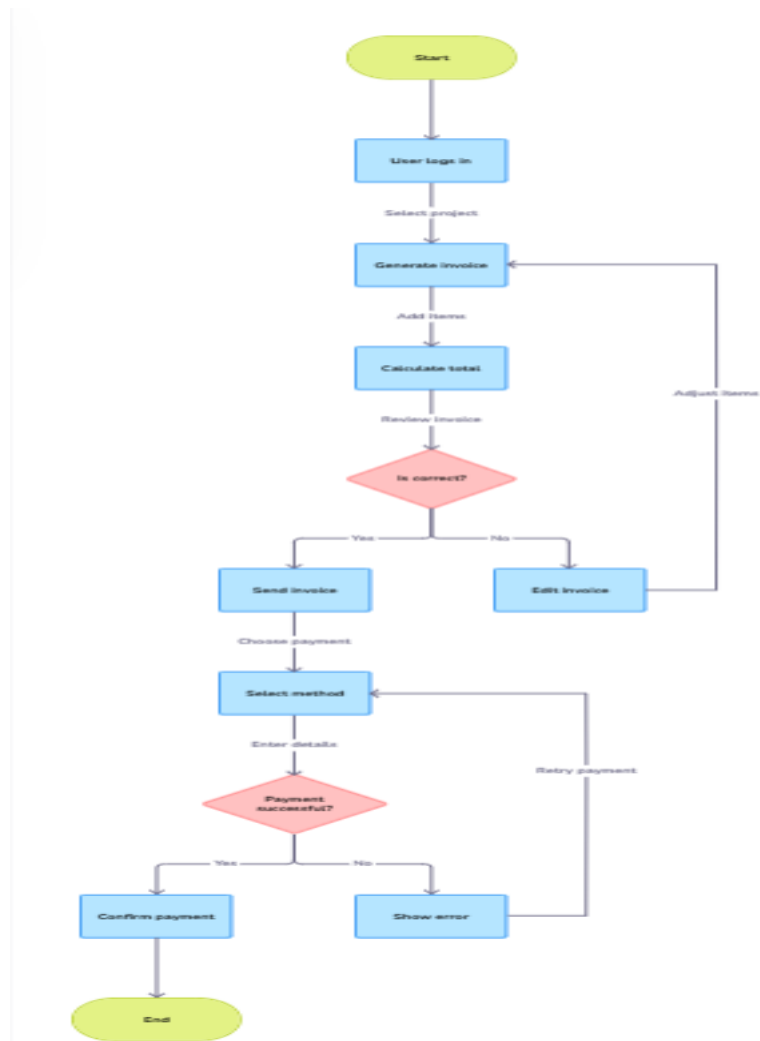 Start
User logs in
Select project
Generate invoice
Add items
Calculate total
Adjust items
Review invoice
Is correct?
Yes
No
Send invoice
Edit invoice
Choose payment
Select method
Enter details
Retry payment
Payment
successful?
Yes
No
Confirm payment
Show error
End